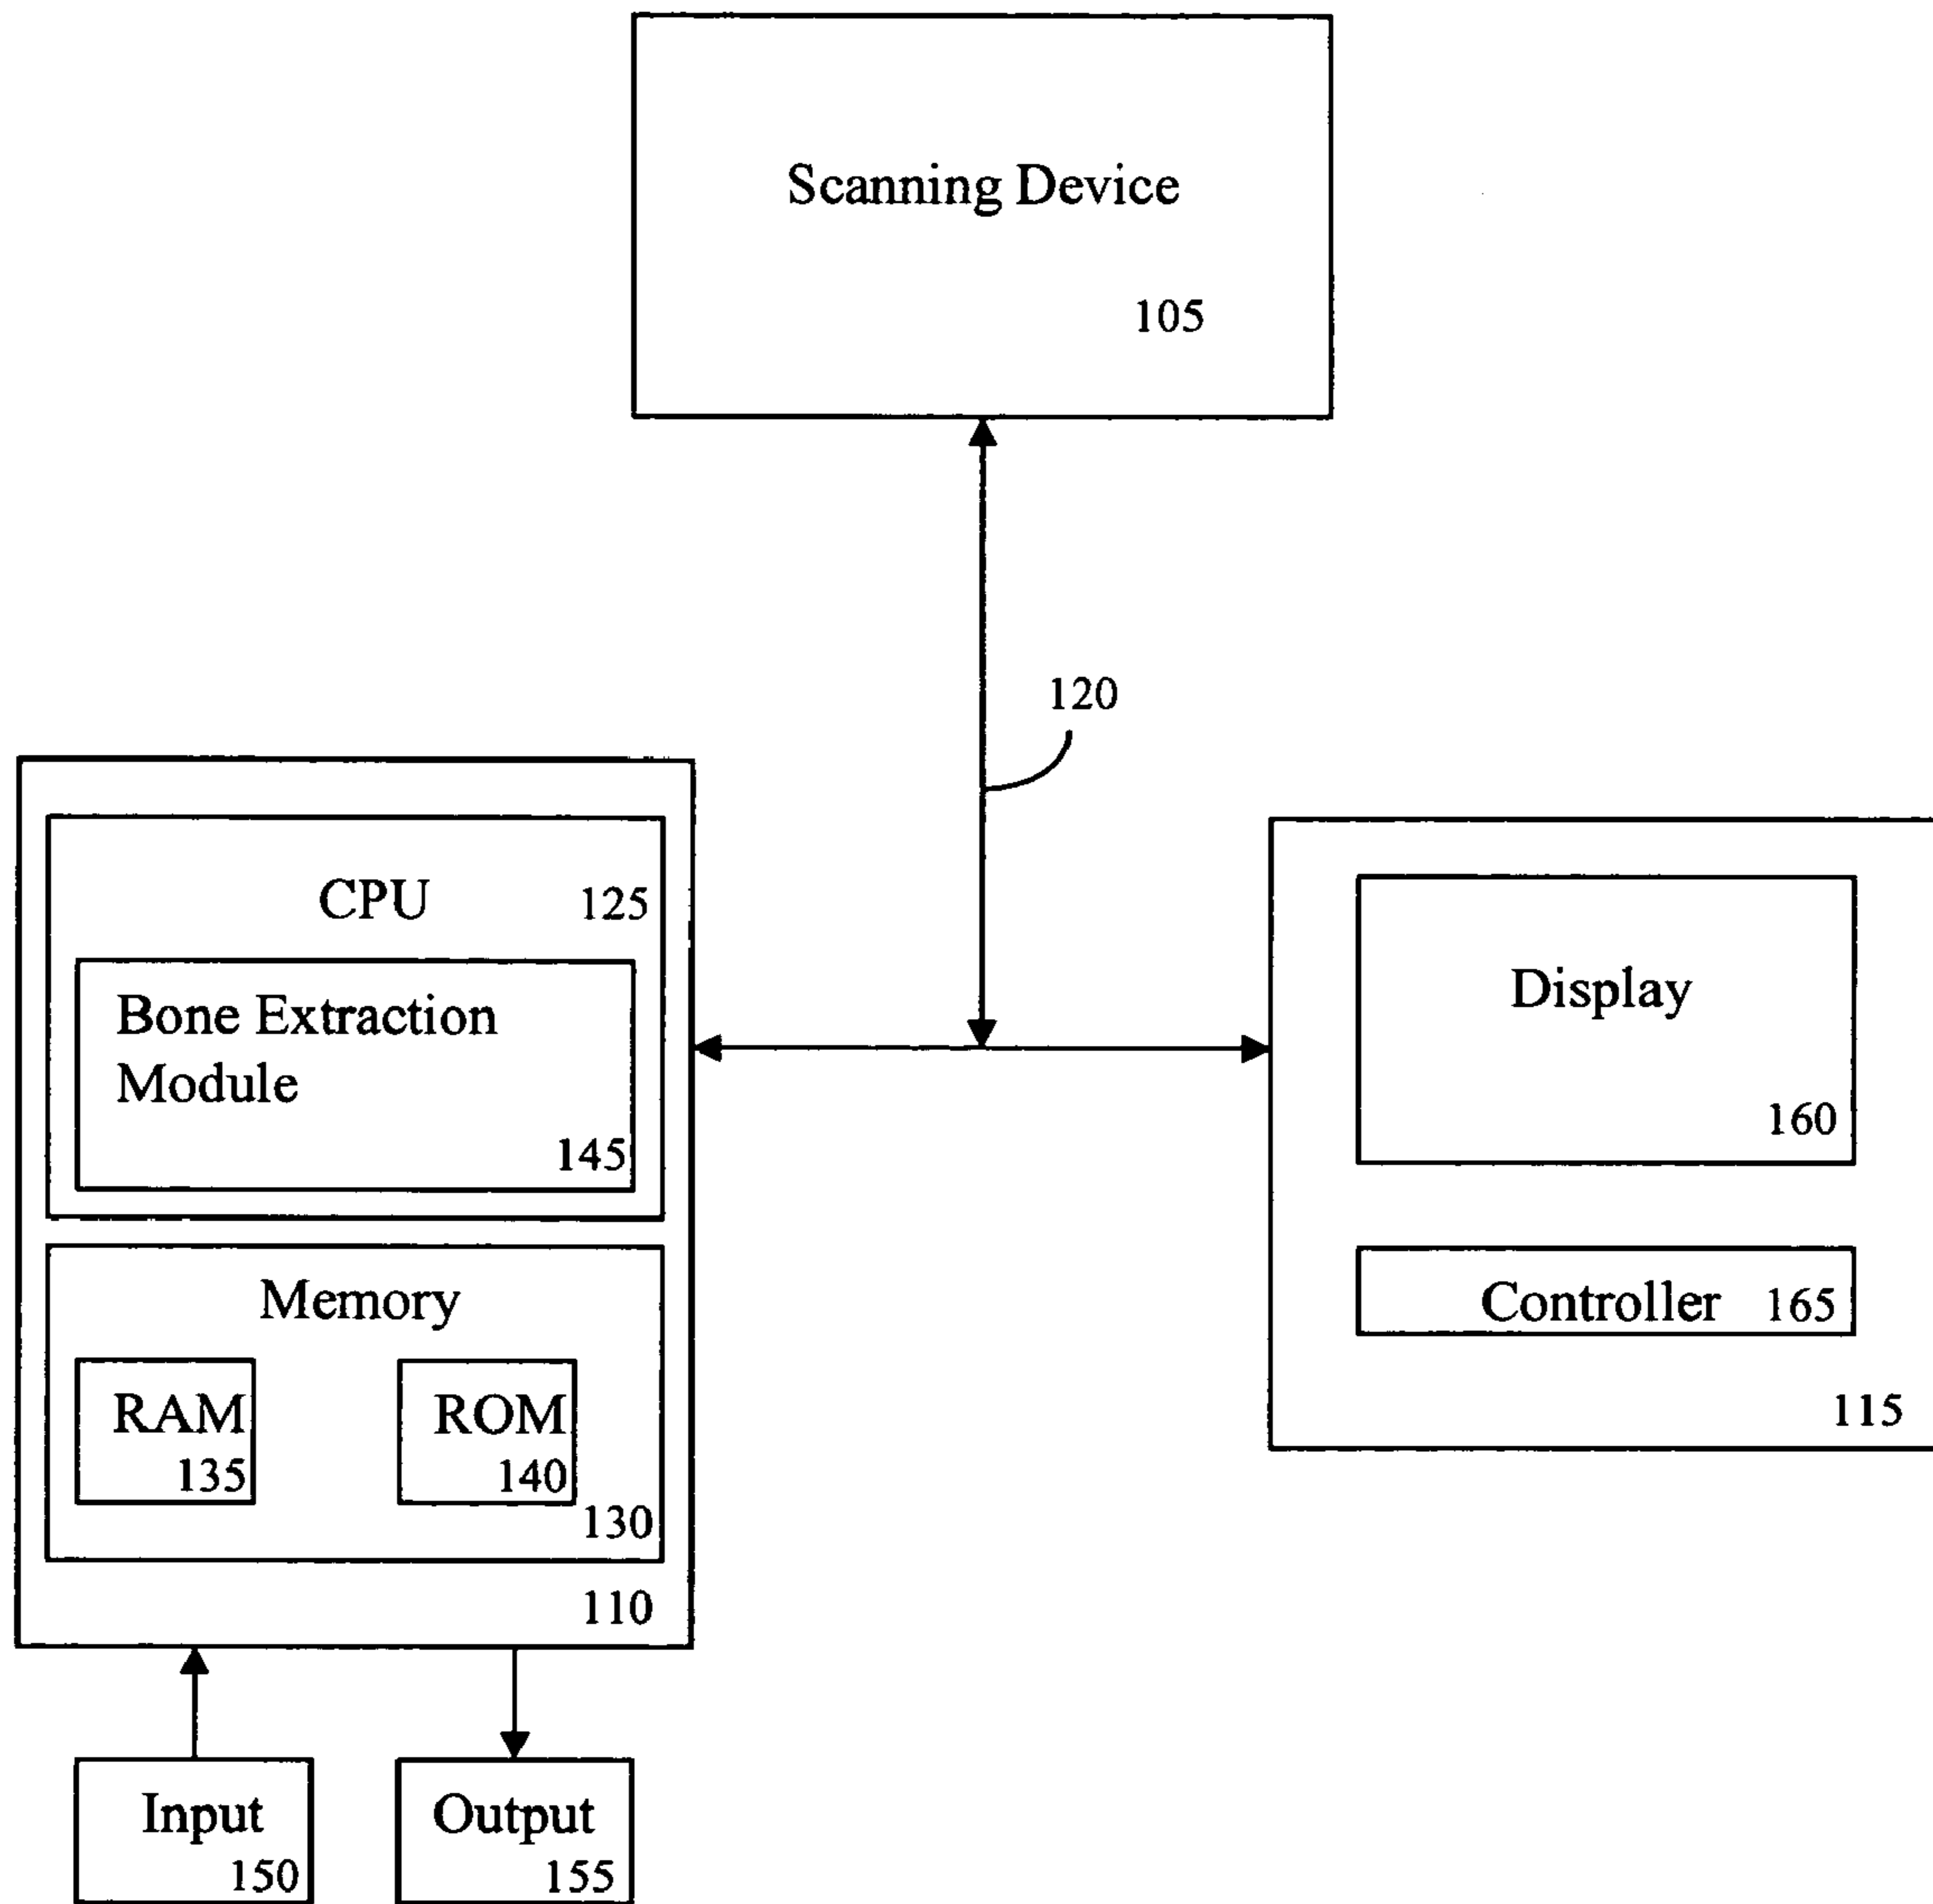 Scanning Device
105
120
CPU 125
Bone Extraction
Module
145
Memory
RAM
135
ROM
140
130
110
Input
150
Output
155
Display
160
Controller 165
115